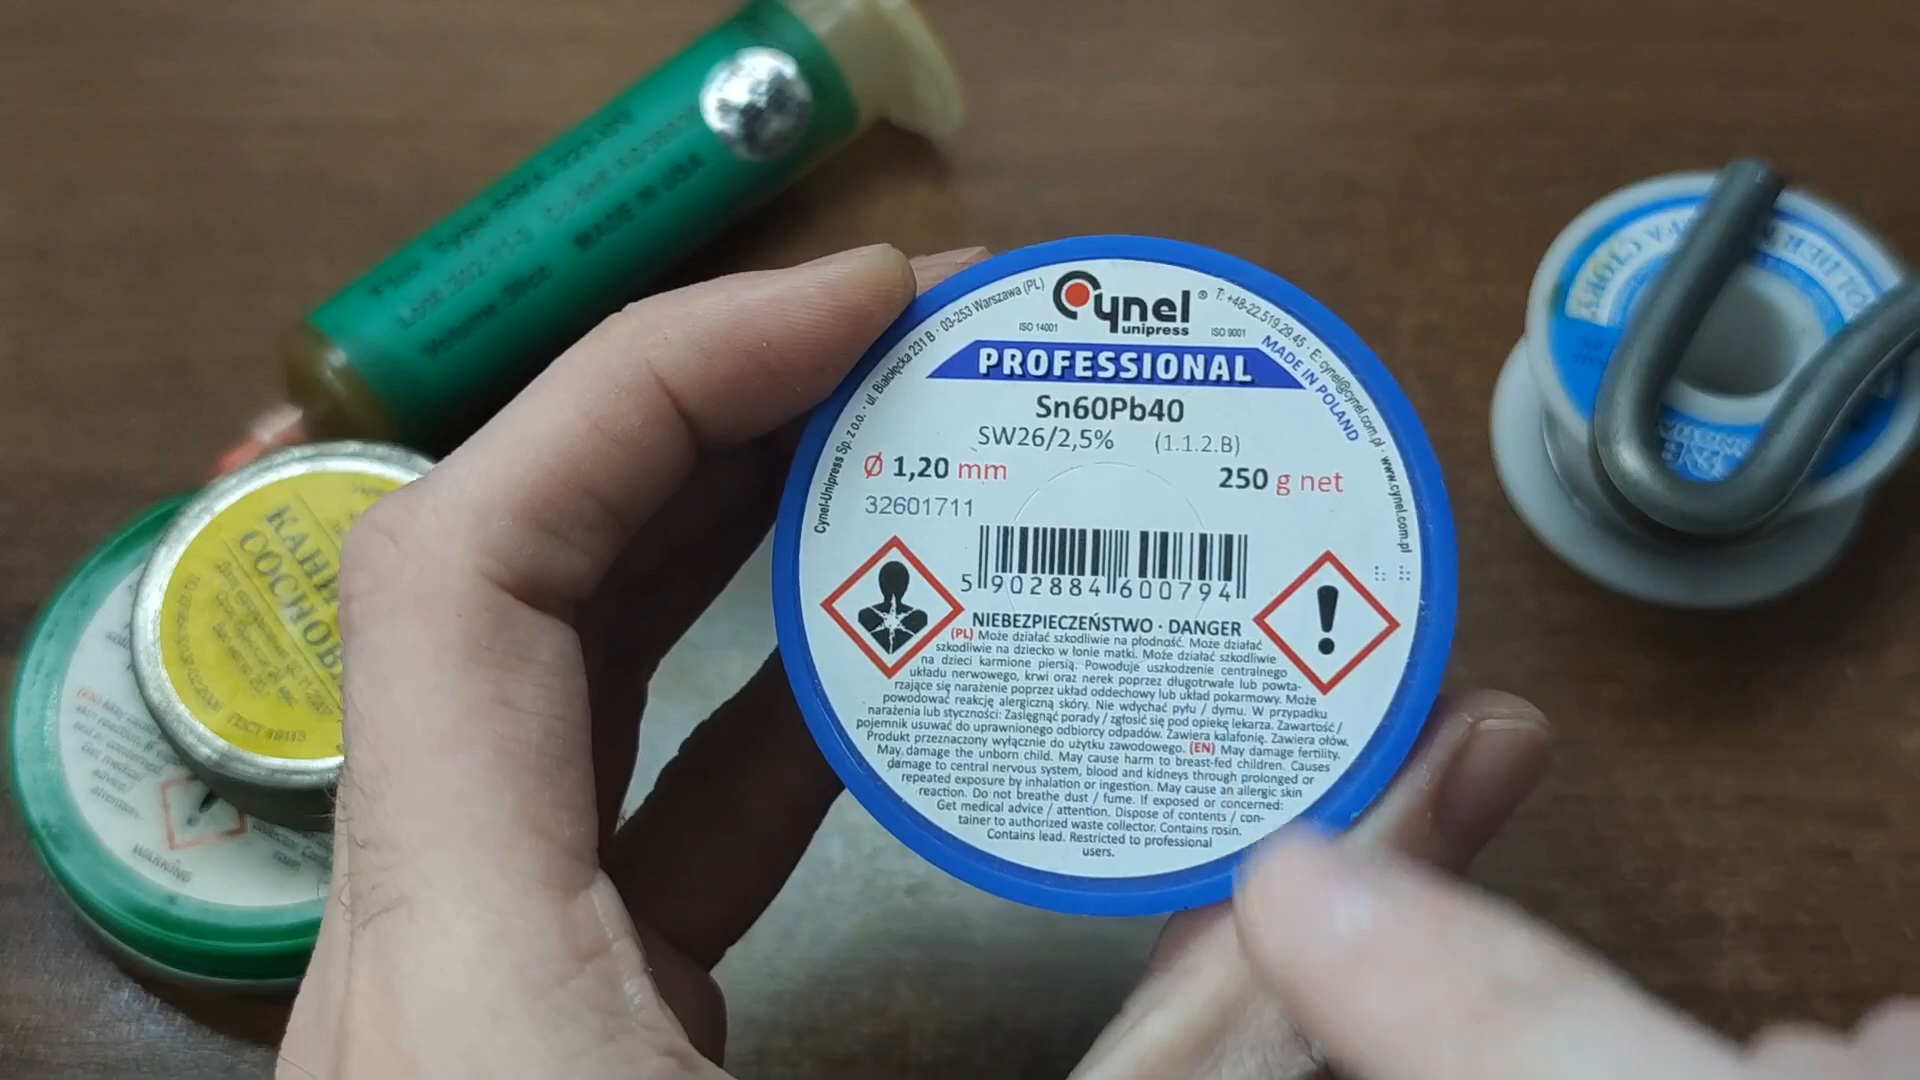 Cynel-Unipress Sp. z o.o. · ul. Białołęcka 231 B · 03-253 Warszawa (PL)
Cynel®
unipress
ISO 14001
ISO 9001
T: +48-22.519.29.45 · E: cynel@cynel.com.pl · www.cynel.com.pl
MADE IN POLAND
PROFESSIONAL
Sn60Pb40
SW26/2,5% (1.1.2.B)
Ø 1,20 mm
250 g net
32601711
5 902884 600794
NIEBEZPIECZEŃSTWO · DANGER
(PL) Może działać szkodliwie na płodność. Może działać
szkodliwie na dziecko w łonie matki. Może działać szkodliwie
na dzieci karmione piersią. Powoduje uszkodzenie centralnego
układu nerwowego, krwi oraz nerek poprzez długotrwałe lub powta-
rzające się narażenie poprzez układ oddechowy lub układ pokarmowy. Może
powodować reakcję alergiczną skóry. Nie wdychać pyłu / dymu. W przypadku
narażenia lub styczności: Zasięgnąć porady / zgłosić się pod opiekę lekarza. Zawartość /
pojemnik usuwać do uprawnionego odbiorcy odpadów. Zawiera kalafonię. Zawiera ołów.
Produkt przeznaczony wyłącznie do użytku zawodowego. (EN) May damage fertility.
May damage the unborn child. May cause harm to breast-fed children. Causes
damage to central nervous system, blood and kidneys through prolonged or
repeated exposure by inhalation or ingestion. May cause an allergic skin
reaction. Do not breathe dust / fume. If exposed or concerned:
Get medical advice / attention. Dispose of contents / con-
tainer to authorized waste collector. Contains rosin.
Contains lead. Restricted to professional
users.
MADE IN USA
Volume
КАНИ
СОСНОВ
ГОСТ 19113
WARNING